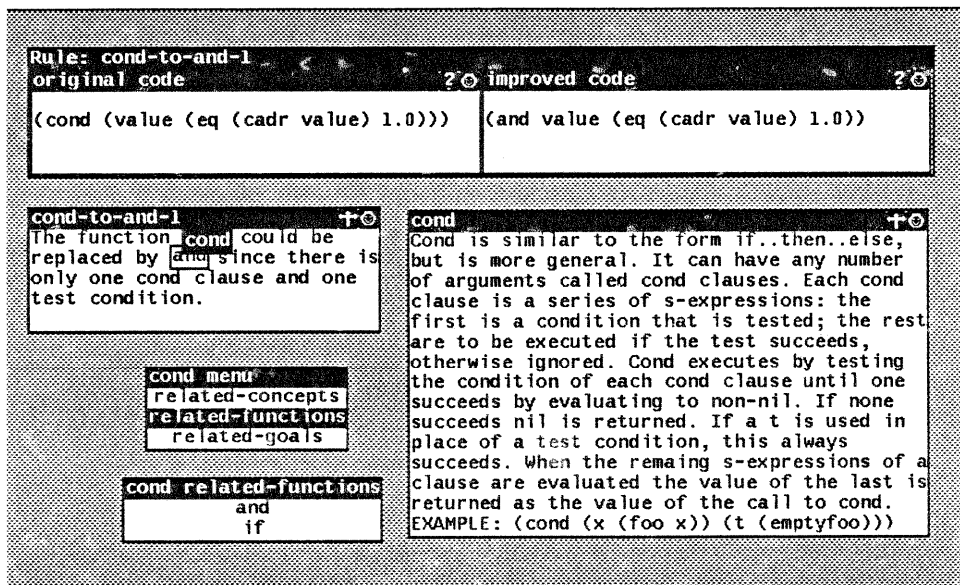 Rule: cond-to-and-1
original code ?
improved code ?
(cond (value (eq (cadr value) 1.0)))
(and value (eq (cadr value) 1.0))
cond-to-and-1
The function cond could be
replaced by and since there is
only one cond clause and one
test condition.
cond menu
related-concepts
related-functions
related-goals
cond related-functions
and
if
cond
Cond is similar to the form if..then..else,
but is more general. It can have any number
of arguments called cond clauses. Each cond
clause is a series of s-expressions: the
first is a condition that is tested; the rest
are to be executed if the test succeeds,
otherwise ignored. Cond executes by testing
the condition of each cond clause until one
succeeds by evaluating to non-nil. If none
succeeds nil is returned. If a t is used in
place of a test condition, this always
succeeds. When the remaing s-expressions of a
clause are evaluated the value of the last is
returned as the value of the call to cond.
EXAMPLE: (cond (x (foo x)) (t (emptyfoo)))